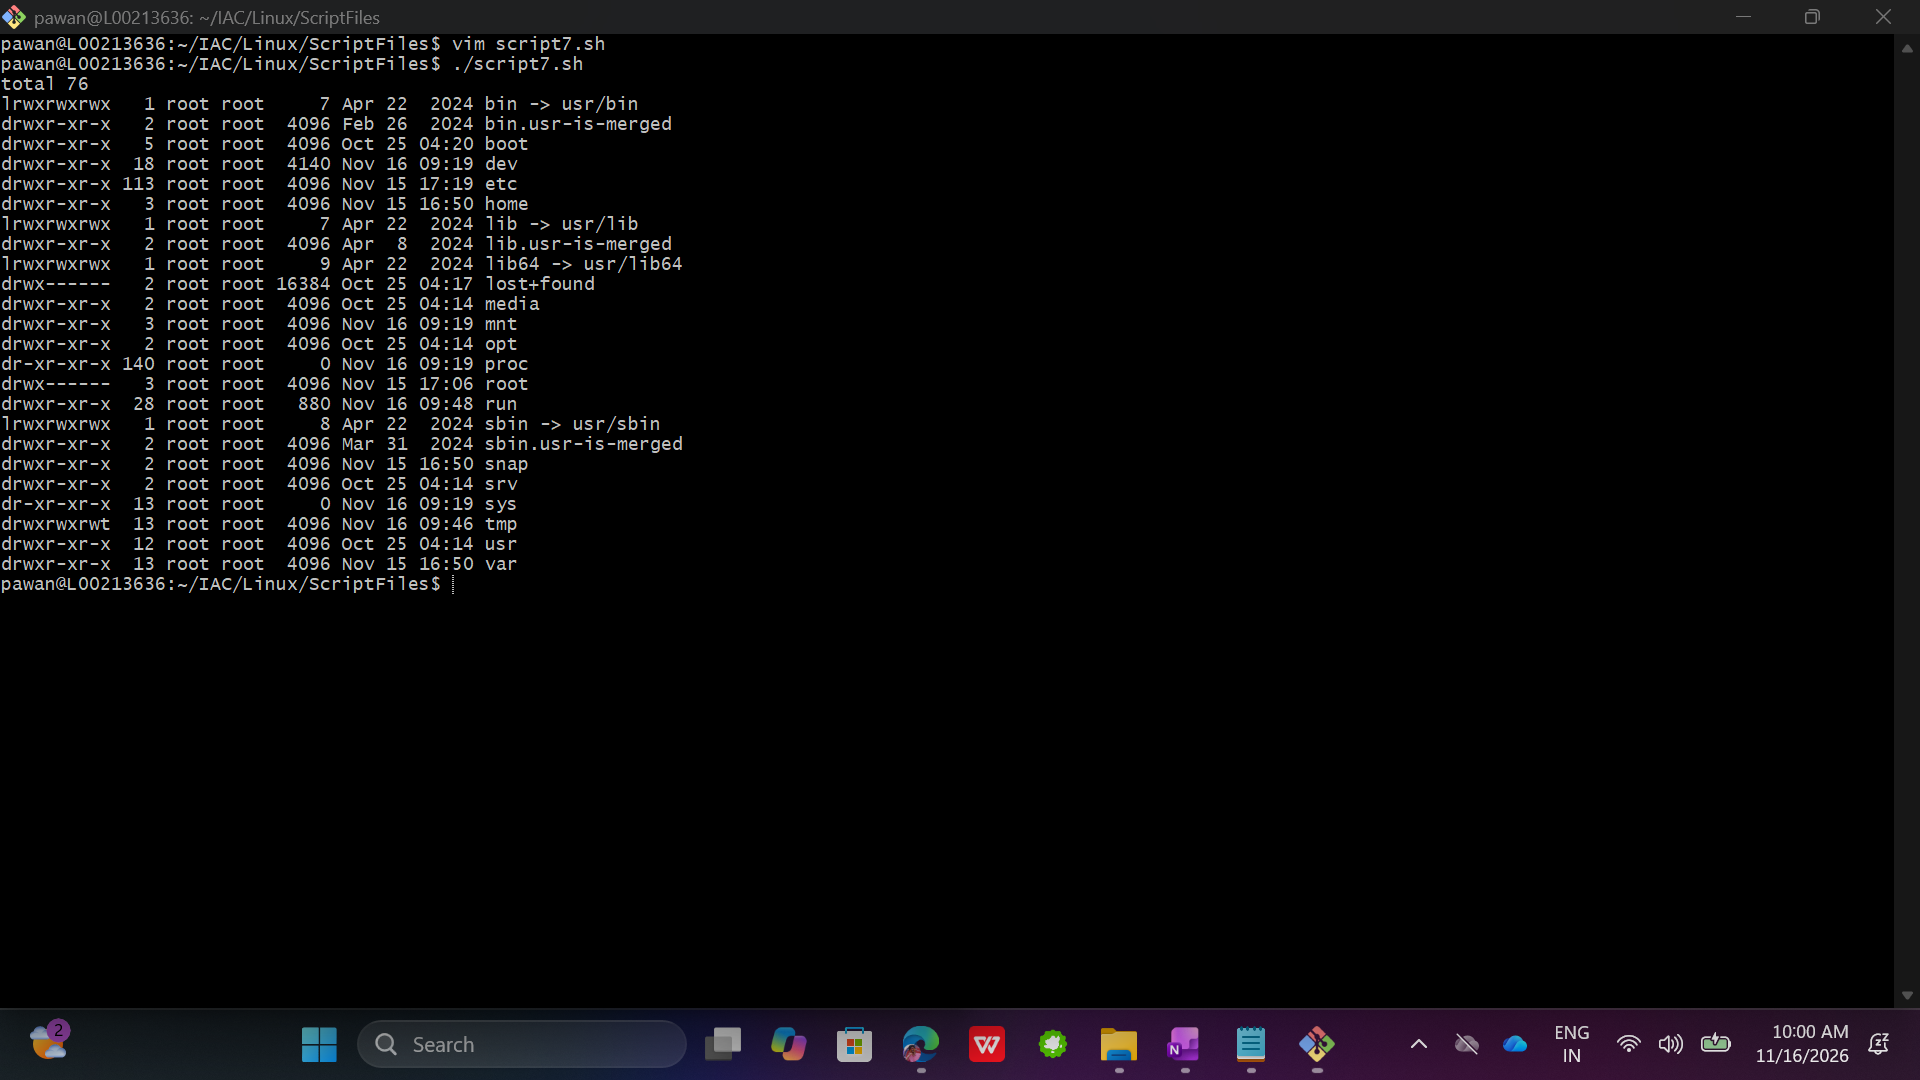 pawan@L00213636: ~/IAC/Linux/ScriptFiles
pawan@L00213636:~/IAC/Linux/ScriptFiles$ vim script7.sh
pawan@L00213636:~/IAC/Linux/ScriptFiles$ ./script7.sh
total 76
lrwxrwxrwx   1 root root     7 Apr 22  2024 bin -> usr/bin
drwxr-xr-x   2 root root  4096 Feb 26  2024 bin.usr-is-merged
drwxr-xr-x   5 root root  4096 Oct 25 04:20 boot
drwxr-xr-x  18 root root  4140 Nov 16 09:19 dev
drwxr-xr-x 113 root root  4096 Nov 15 17:19 etc
drwxr-xr-x   3 root root  4096 Nov 15 16:50 home
lrwxrwxrwx   1 root root     7 Apr 22  2024 lib -> usr/lib
drwxr-xr-x   2 root root  4096 Apr  8  2024 lib.usr-is-merged
lrwxrwxrwx   1 root root     9 Apr 22  2024 lib64 -> usr/lib64
drwx------   2 root root 16384 Oct 25 04:17 lost+found
drwxr-xr-x   2 root root  4096 Oct 25 04:14 media
drwxr-xr-x   3 root root  4096 Nov 16 09:19 mnt
drwxr-xr-x   2 root root  4096 Oct 25 04:14 opt
dr-xr-xr-x 140 root root     0 Nov 16 09:19 proc
drwx------   3 root root  4096 Nov 15 17:06 root
drwxr-xr-x  28 root root   880 Nov 16 09:48 run
lrwxrwxrwx   1 root root     8 Apr 22  2024 sbin -> usr/sbin
drwxr-xr-x   2 root root  4096 Mar 31  2024 sbin.usr-is-merged
drwxr-xr-x   2 root root  4096 Nov 15 16:50 snap
drwxr-xr-x   2 root root  4096 Oct 25 04:14 srv
dr-xr-xr-x  13 root root     0 Nov 16 09:19 sys
drwxrwxrwt  13 root root  4096 Nov 16 09:46 tmp
drwxr-xr-x  12 root root  4096 Oct 25 04:14 usr
drwxr-xr-x  13 root root  4096 Nov 15 16:50 var
pawan@L00213636:~/IAC/Linux/ScriptFiles$
2
Search
W
N
ENG
IN
10:00 AM
11/16/2026